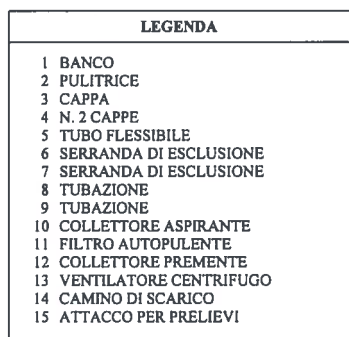 LEGENDA
1 BANCO
2 PULITRICE
3 CAPPA
4 N. 2 CAPPE
5 TUBO FLESSIBILE
6 SERRANDA DI ESCLUSIONE
7 SERRANDA DI ESCLUSIONE
8 TUBAZIONE
9 TUBAZIONE
10 COLLETTORE ASPIRANTE
11 FILTRO AUTOPULENTE
12 COLLETTORE PREMENTE
13 VENTILATORE CENTRIFUGO
14 CAMINO DI SCARICO
15 ATTACCO PER PRELIEVI